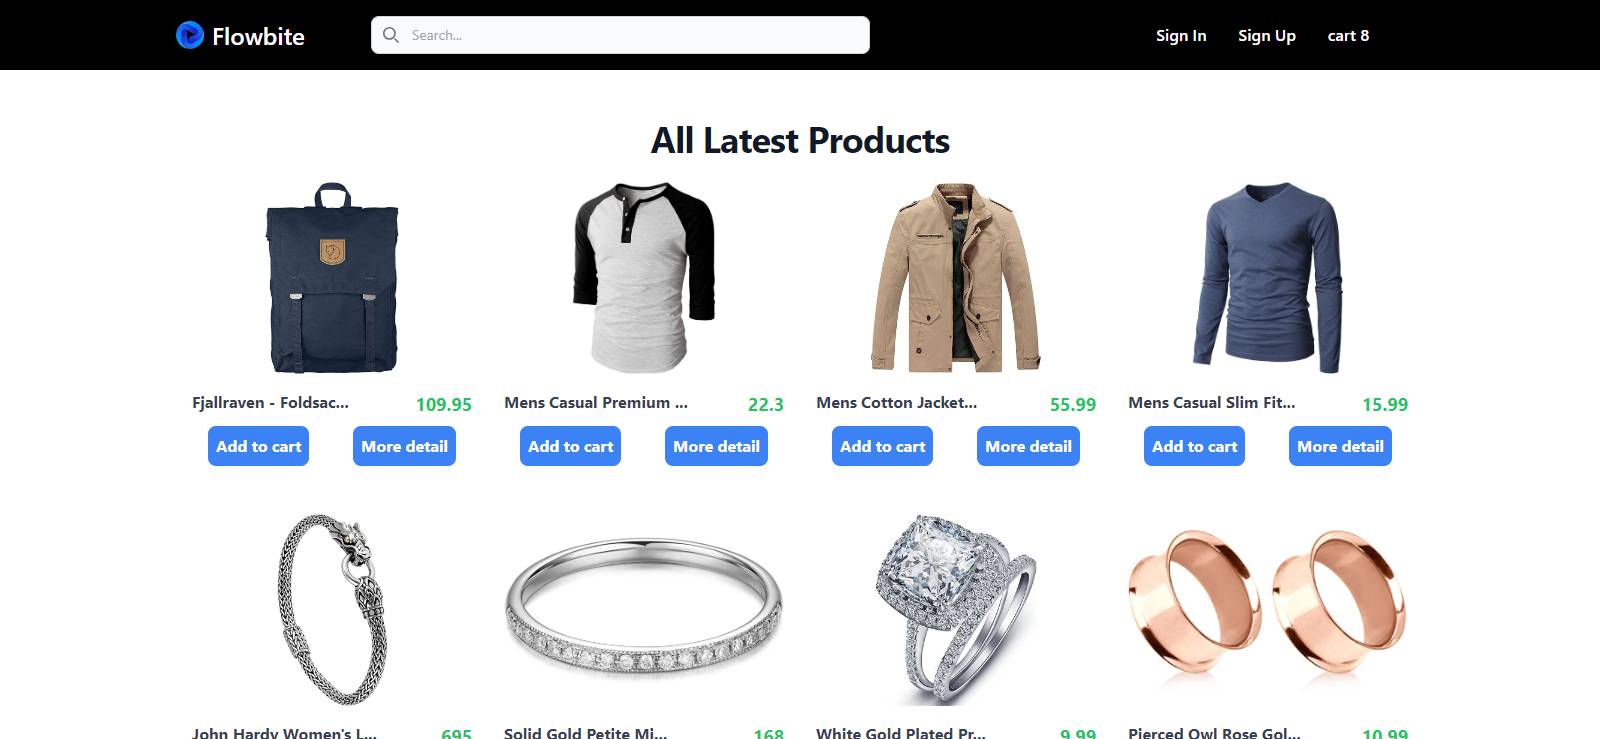 Flowbite
Search...
Sign In
Sign Up
cart 8
All Latest Products
Fjallraven - Foldsac...
109.95
Mens Casual Premium ...
22.3
Mens Cotton Jacket...
55.99
Mens Casual Slim Fit...
15.99
Add to cart
More detail
Add to cart
More detail
Add to cart
More detail
Add to cart
More detail
John Hardy Women's L...
695
Solid Gold Petite Mi...
168
White Gold Plated Pr...
9.99
Pierced Owl Rose Gol...
10.99